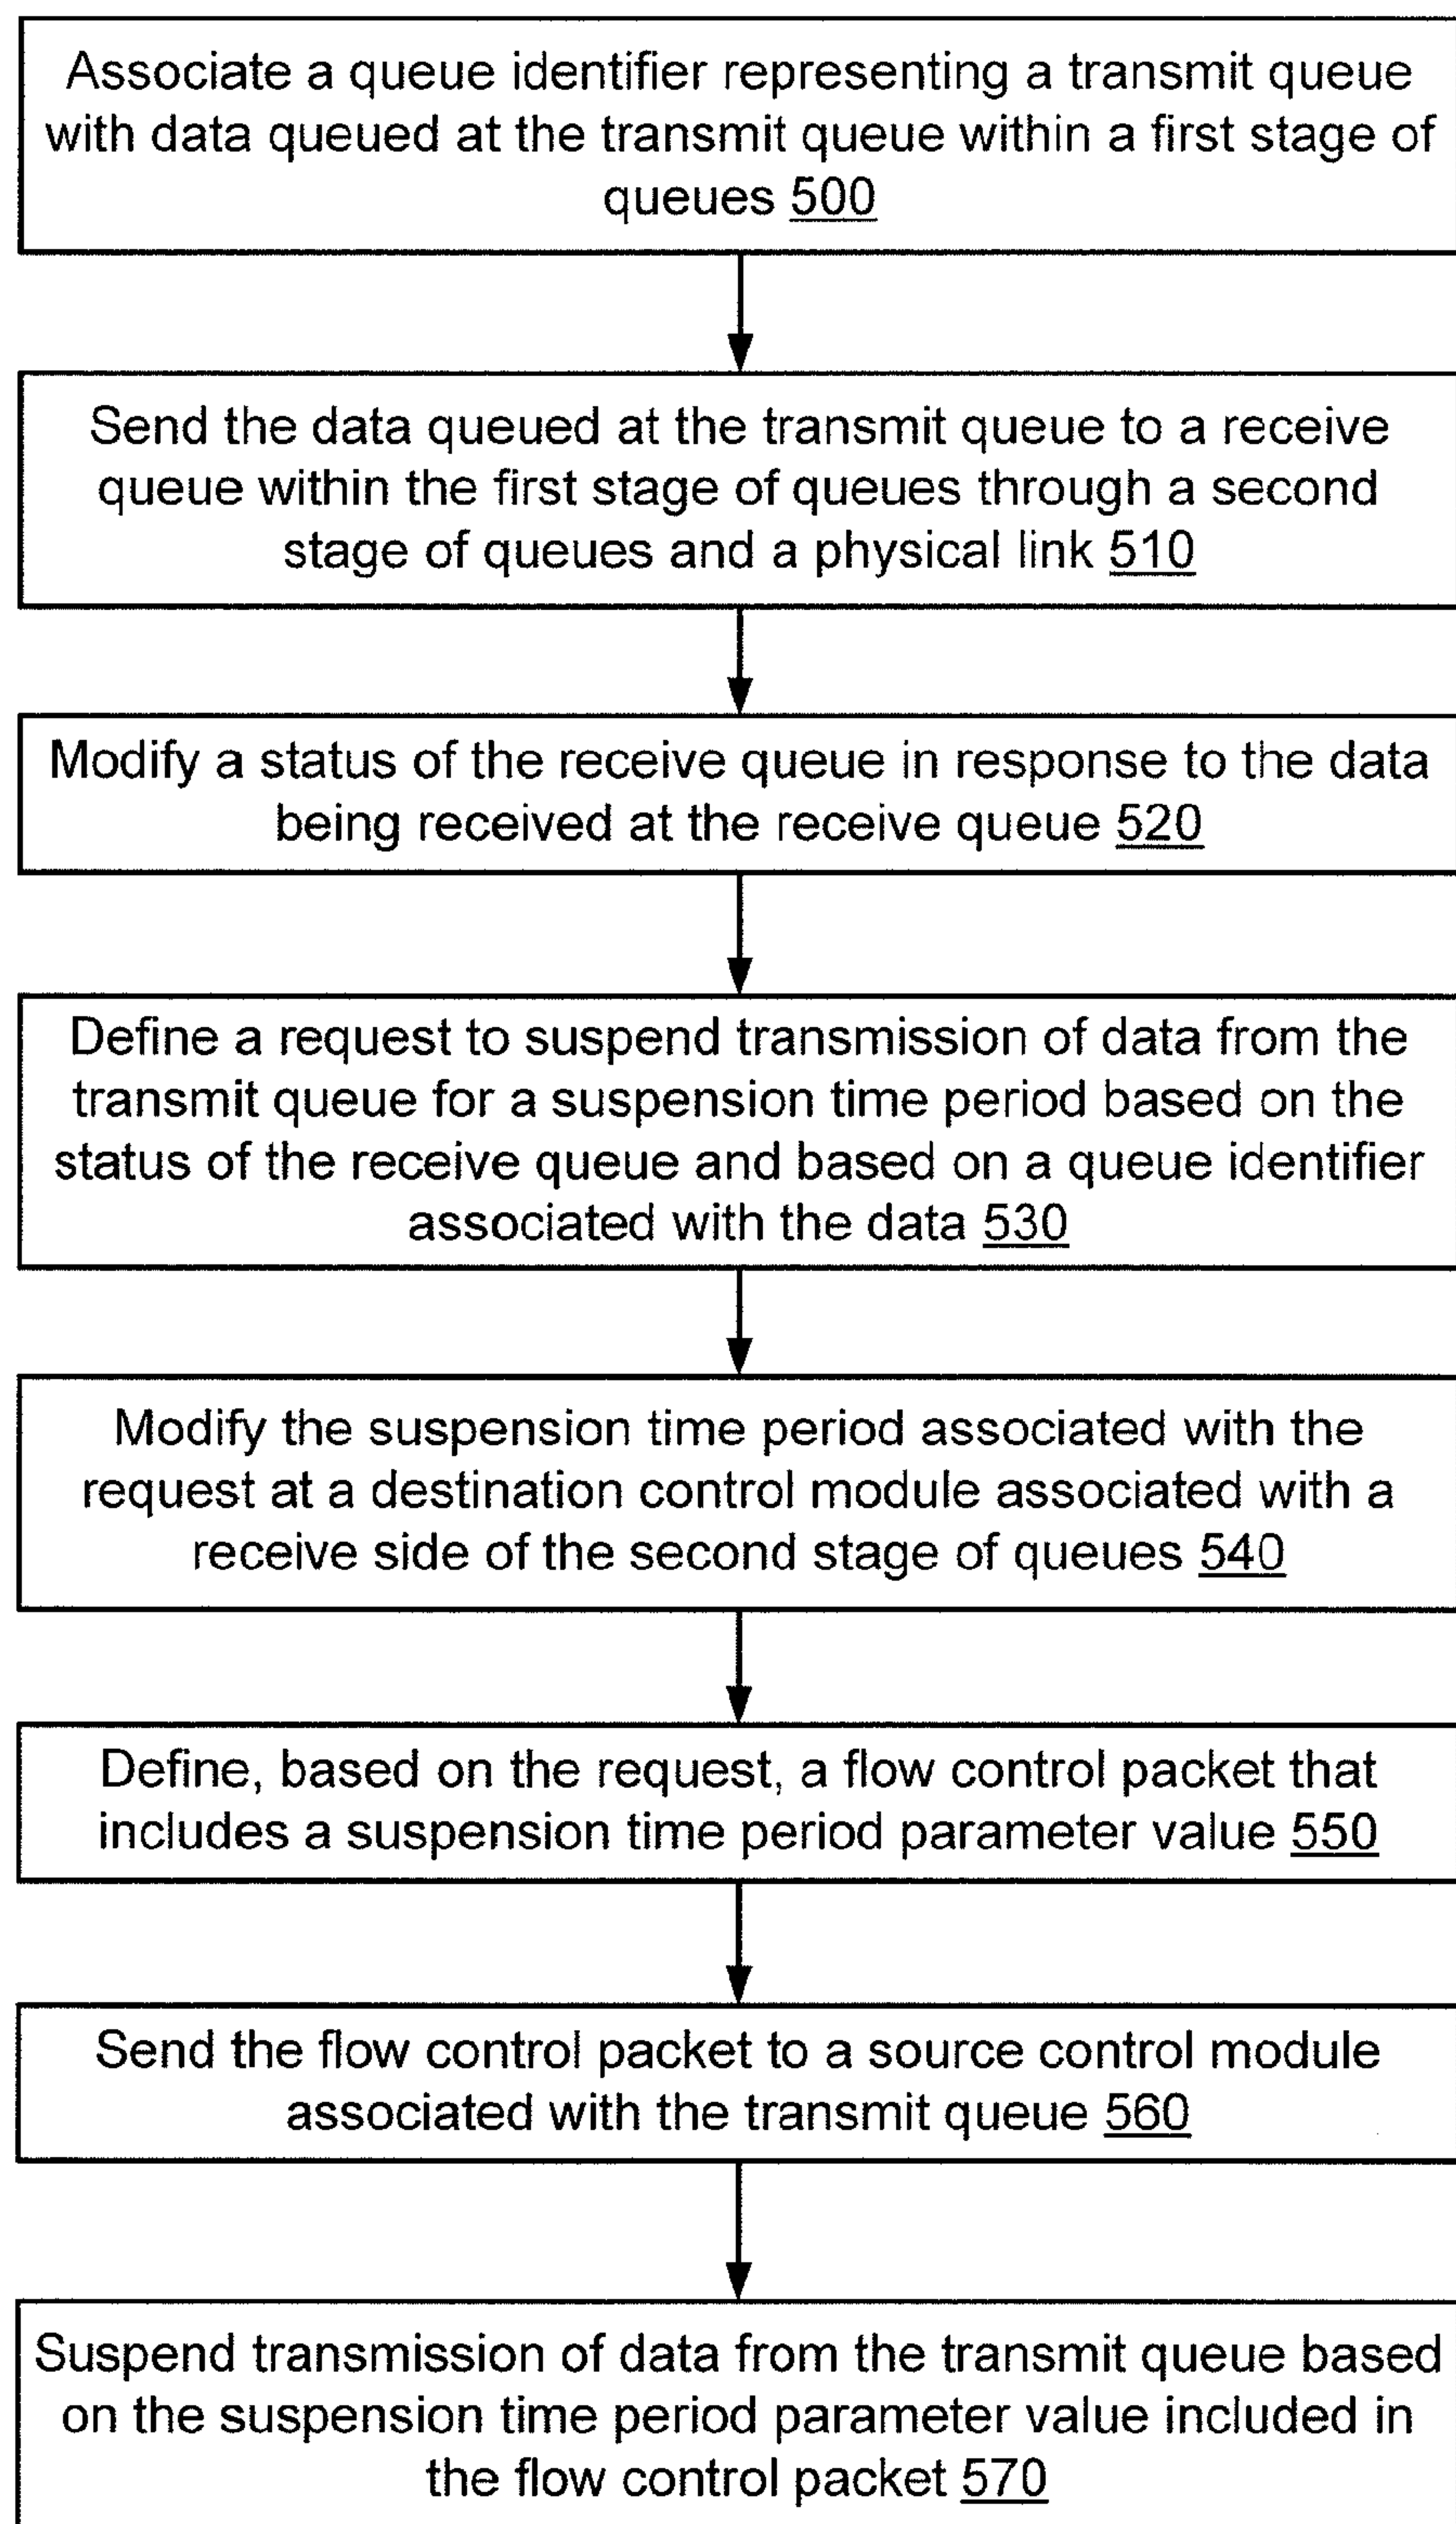 Associate a queue identifier representing a transmit queue
with data queued at the transmit queue within a first stage of
queues 500
Send the data queued at the transmit queue to a receive
queue within the first stage of queues through a second
stage of queues and a physical link 510
Modify a status of the receive queue in response to the data
being received at the receive queue 520
Define a request to suspend transmission of data from the
transmit queue for a suspension time period based on the
status of the receive queue and based on a queue identifier
associated with the data 530
Modify the suspension time period associated with the
request at a destination control module associated with a
receive side of the second stage of queues 540
Define, based on the request, a flow control packet that
includes a suspension time period parameter value 550
Send the flow control packet to a source control module
associated with the transmit queue 560
Suspend transmission of data from the transmit queue based
on the suspension time period parameter value included in
the flow control packet 570